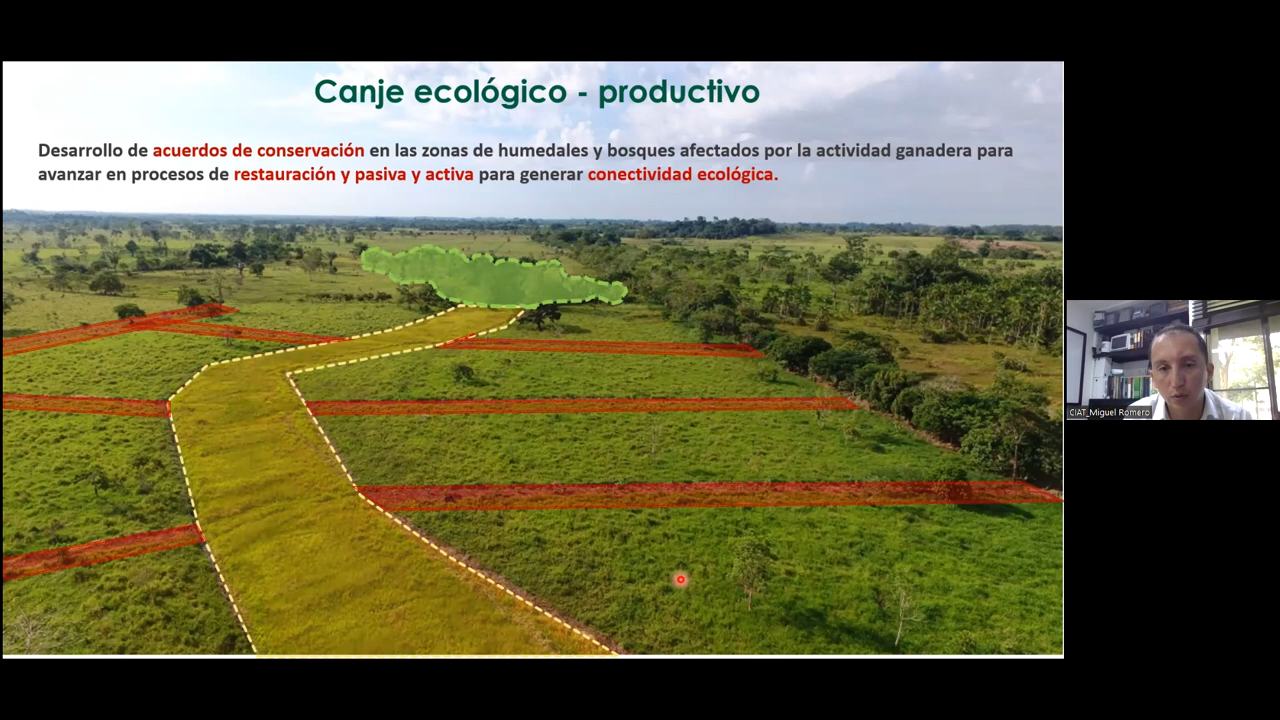 Canje ecológico - productivo
Desarrollo de acuerdos de conservación en las zonas de humedales y bosques afectados por la actividad ganadera para
avanzar en procesos de restauración y pasiva y activa para generar conectividad ecológica.
CIAT_Miguel Romero